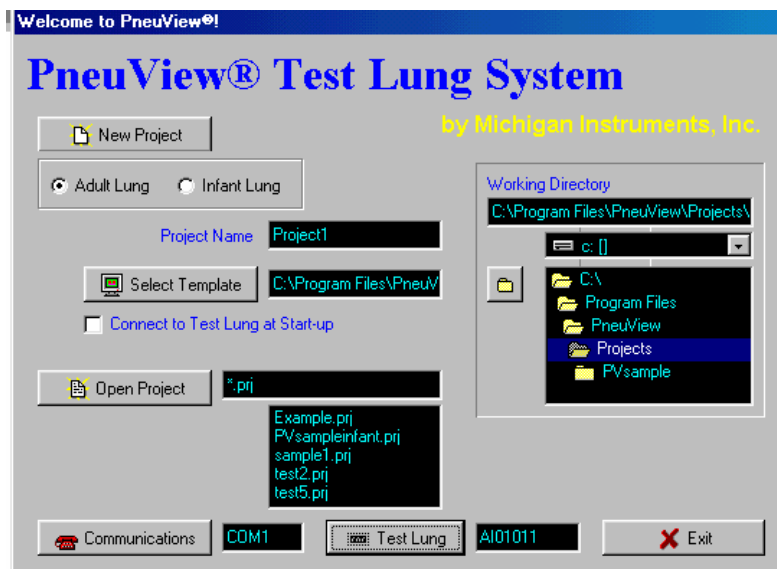 Welcome to PneuView®!
PneuView® Test Lung System
by Michigan Instruments, Inc.
New Project
Adult Lung
Infant Lung
Project Name
Project1
Select Template
C:\Program Files\PneuV
Connect to Test Lung at Start-up
Working Directory
C:\Program Files\PneuView\Projects\
c: []
C:\
Program Files
PneuView
Projects
PVsample
Open Project
*.prj
Example.prj
PVsampleinfant.prj
sample1.prj
test2.prj
test5.prj
Communications
COM1
Test Lung
AI01011
Exit